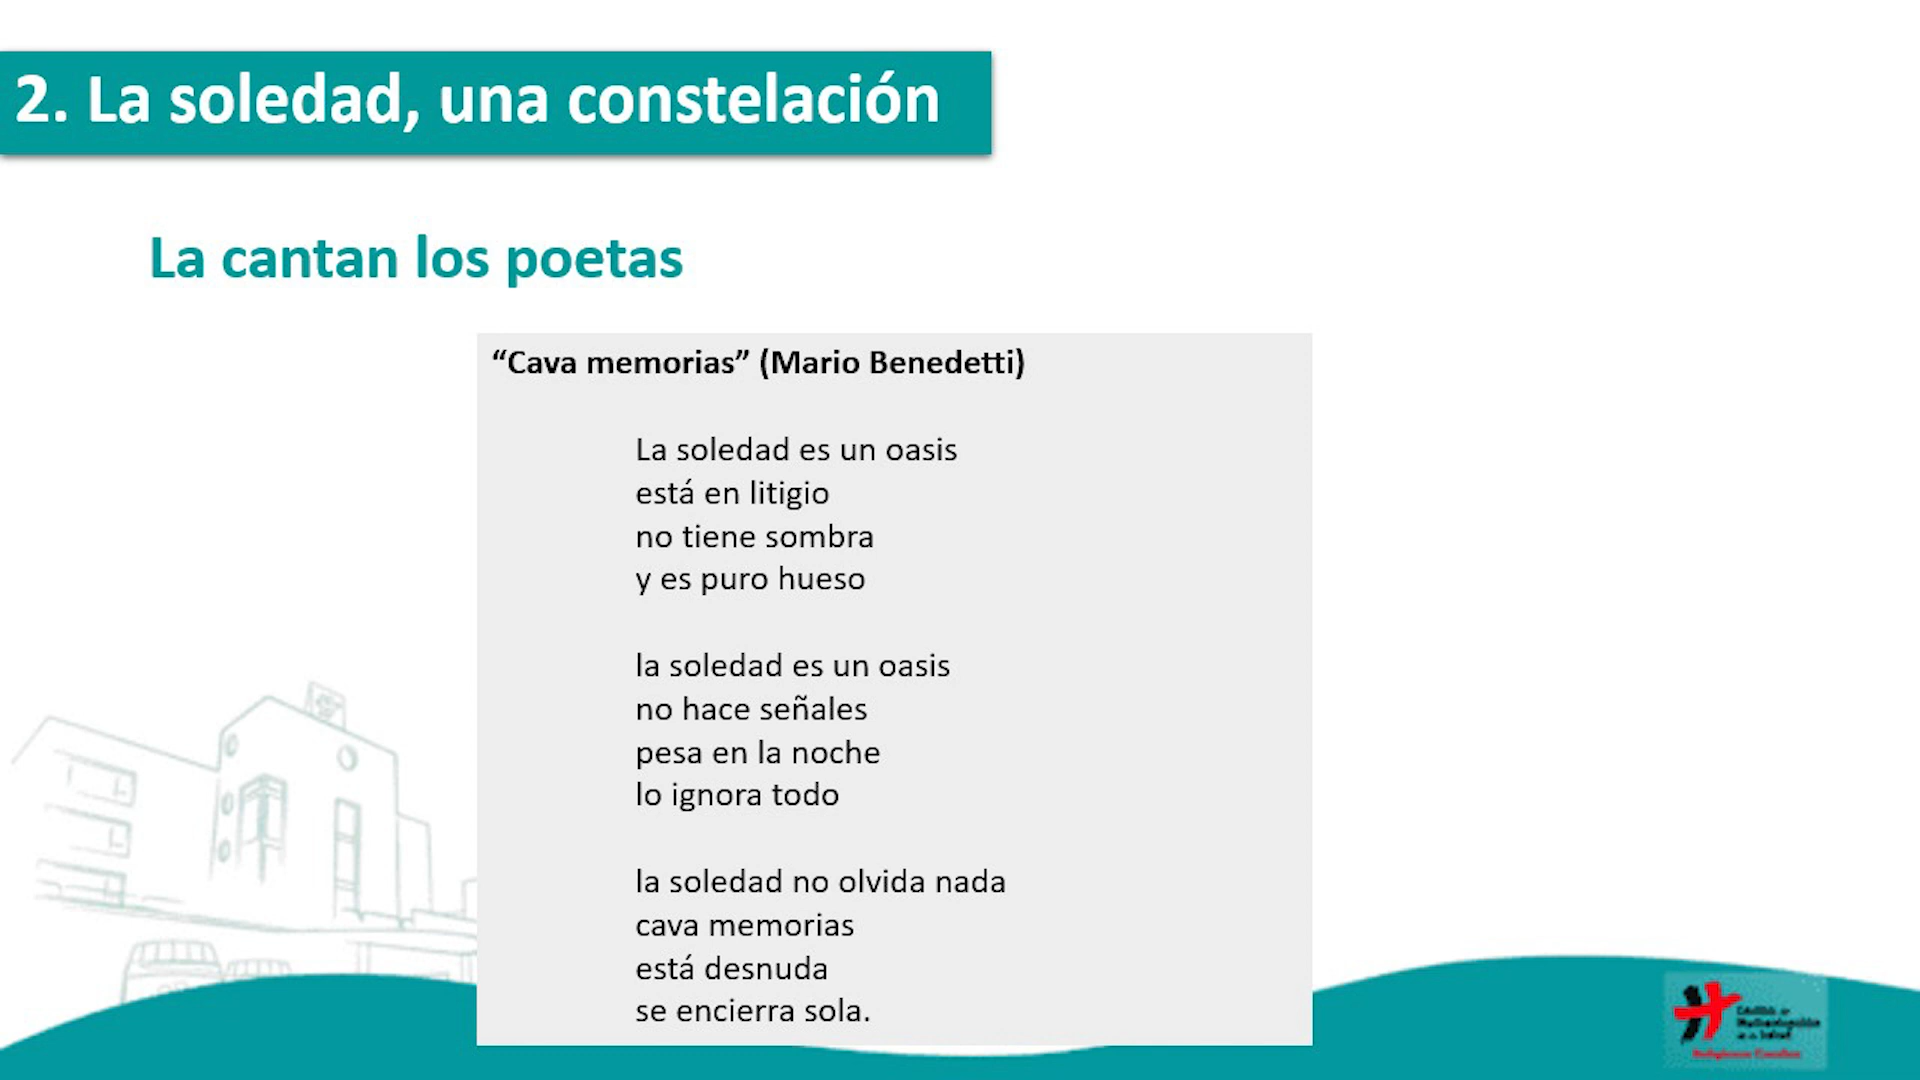 2. La soledad, una constelación
La cantan los poetas
“Cava memorias” (Mario Benedetti)
La soledad es un oasis
está en litigio
no tiene sombra
y es puro hueso
la soledad es un oasis
no hace señales
pesa en la noche
lo ignora todo
la soledad no olvida nada
cava memorias
está desnuda
se encierra sola.